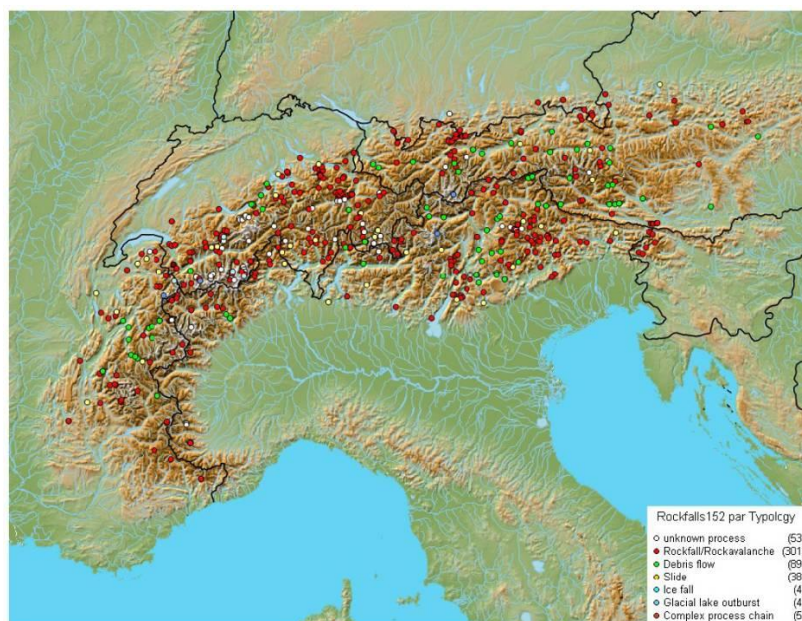 Rockfalls152 par Typolcgy
unknown process (53
Rockfall/Rockavalanche (301
Debris flow (89
Slide (38
Ice fall (4
Glacial lake outburst (4
Complex process chain (5